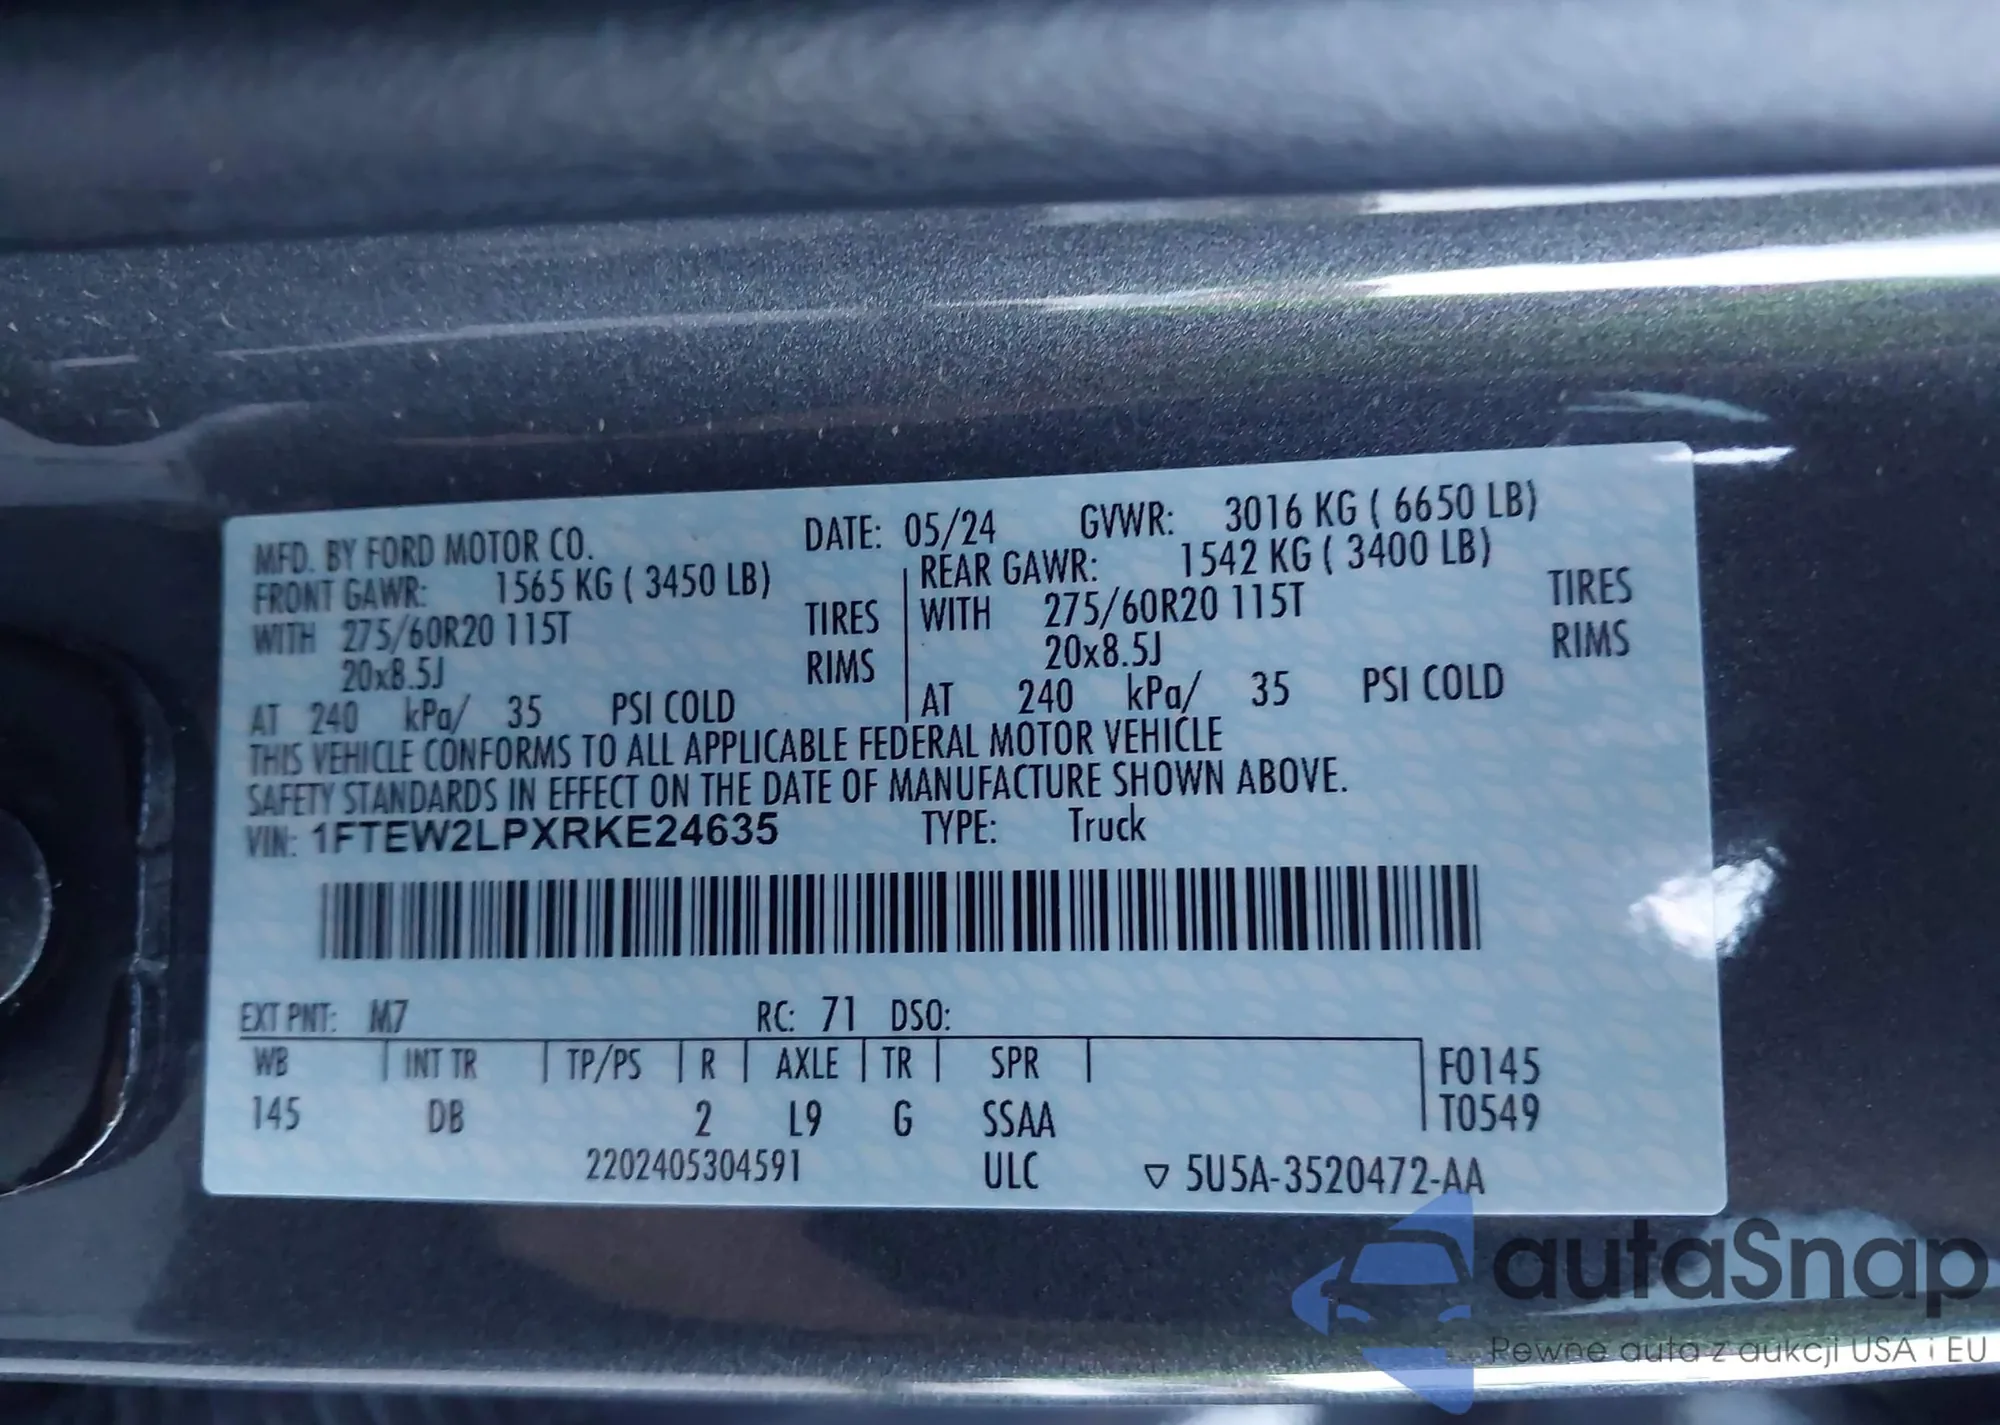 MFD. BY FORD MOTOR CO. DATE: 05/24 GVWR: 3016 KG ( 6650 LB)
FRONT GAWR: 1565 KG ( 3450 LB) REAR GAWR: 1542 KG ( 3400 LB)
WITH 275/60R20 115T TIRES WITH 275/60R20 115T TIRES
20x8.5J RIMS 20x8.5J RIMS
AT 240 kPa/ 35 PSI COLD AT 240 kPa/ 35 PSI COLD
THIS VEHICLE CONFORMS TO ALL APPLICABLE FEDERAL MOTOR VEHICLE
SAFETY STANDARDS IN EFFECT ON THE DATE OF MANUFACTURE SHOWN ABOVE.
VIN: 1FTEW2LPXRKE24635 TYPE: Truck
EXT PNT: M7 RC: 71 DSO:
WB INT TR TP/PS R AXLE TR SPR F0145
145 DB 2 L9 G SSAA T0549
2202405304591 ULC ▽ 5U5A-3520472-AA
autaSnap
Pewne auta z aukcji USA i EU